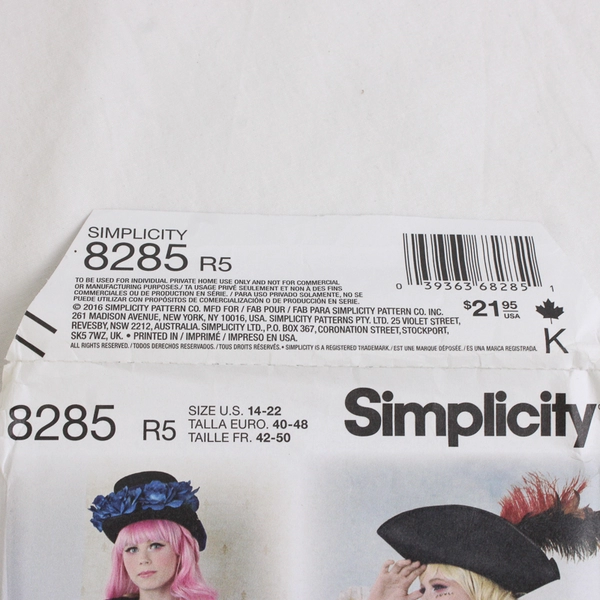 SIMPLICITY
8285 R5
TO BE USED FOR INDIVIDUAL PRIVATE HOME USE ONLY AND NOT FOR COMMERCIAL
OR MANUFACTURING PURPOSES./ TA USAGE PRIVE SEULEMENT ET NON À DES FINS
COMMERCIALES OU DE PRODUCTION EN SÉRIE. / PARA USO PRIVADO SOLAMENTE, NO SE
PUEDE UTILIZAR CON PROPÓSITOS DE COMERCIALIZACIÓN O DE PRODUCCIÓN EN SERIE.
© 2016 SIMPLICITY PATTERN CO. MFD FOR / FAB POUR / FAB PARA SIMPLICITY PATTERN CO. INC.
261 MADISON AVENUE, NEW YORK, NY 10016, USA. SIMPLICITY PATTERNS PTY. LTD. 25 VIOLET STREET,
REVESBY, NSW 2212, AUSTRALIA. SIMPLICITY LTD., P.O. BOX 367, CORONATION STREET, STOCKPORT,
SK5 7WZ, UK. • PRINTED IN / IMPRIMÉ / IMPRESO EN USA.
ALL RIGHTS RESERVED. / TODOS DERECHOS RESERVADOS. / TOUS DROITS RÉSERVÉS. • SIMPLICITY IS A REGISTERED TRADEMARK. / EST UNE MARQUE DÉPOSÉE. / ES UNA MARCA REGISTRADA.
0 39363 68285 1
$21.95 USA
K
8285 R5
SIZE U.S. 14-22
TALLA EURO. 40-48
TAILLE FR. 42-50
Simplicity